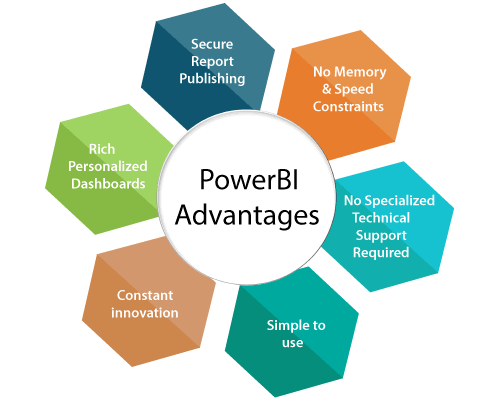 PowerBI
Advantages
Secure
Report
Publishing
No Memory
& Speed
Constraints
No Specialized
Technical
Support
Required
Simple to
use
Constant
innovation
Rich
Personalized
Dashboards